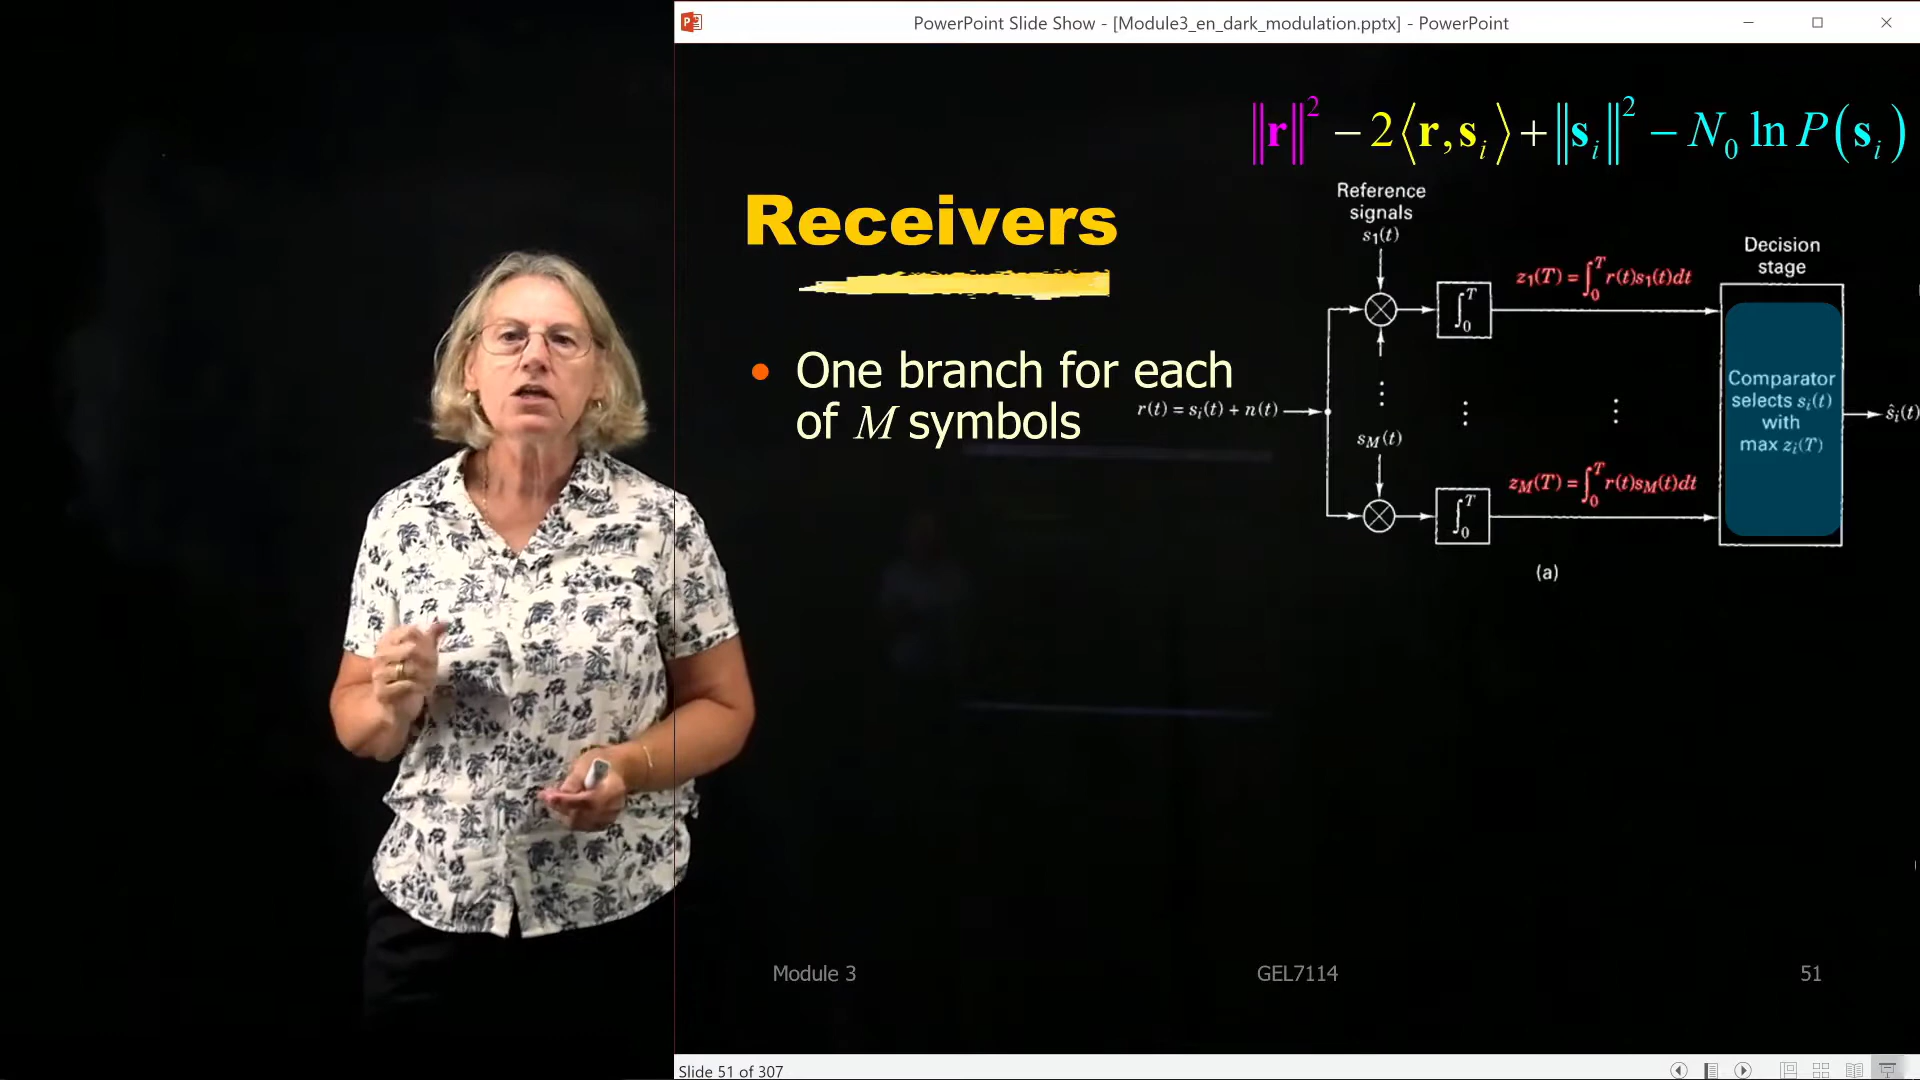 PowerPoint Slide Show - [Module3_en_dark_modulation.pptx] - PowerPoint
‖r‖² − 2⟨r, sᵢ⟩ + ‖sᵢ‖² − N₀ ln P(sᵢ)
Receivers
• One branch for each
of M symbols
Reference
signals
s₁(t)
z₁(T) = ∫₀ᵀ r(t)s₁(t)dt
∫₀ᵀ
Decision
stage
r(t) = sᵢ(t) + n(t)
s_M(t)
Comparator
selects sᵢ(t)
with
max zᵢ(T)
ŝᵢ(t)
z_M(T) = ∫₀ᵀ r(t)s_M(t)dt
∫₀ᵀ
(a)
Module 3
GEL7114
51
Slide 51 of 307